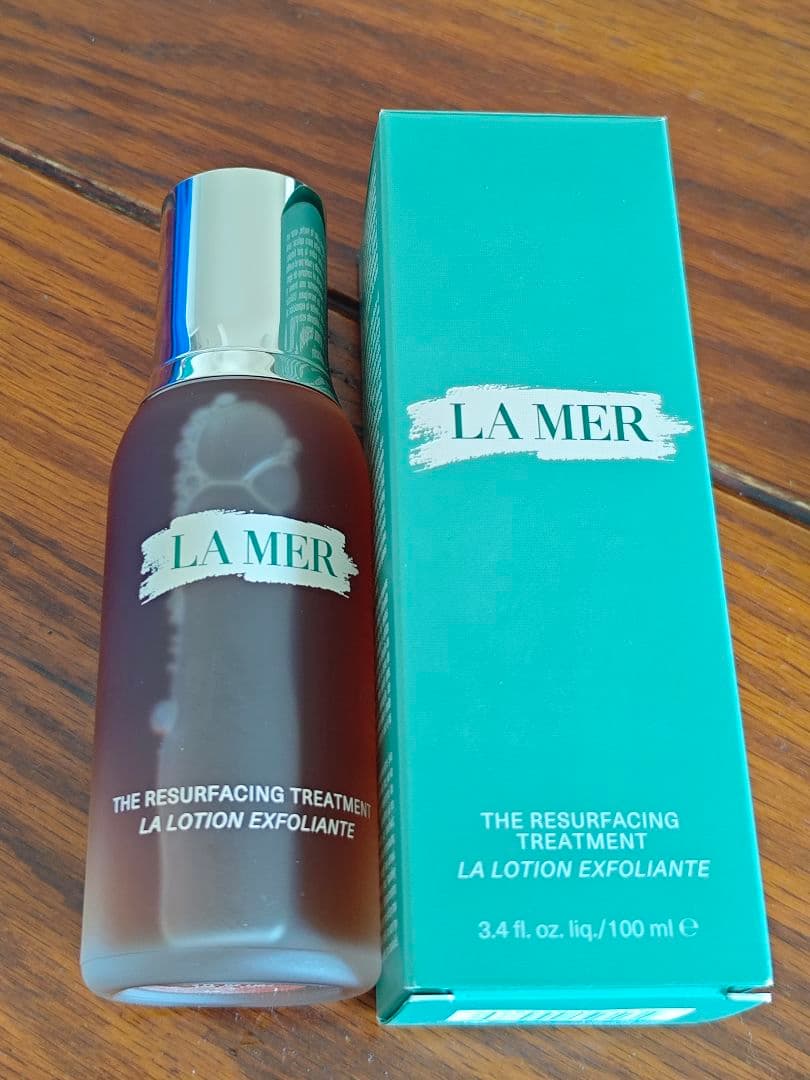 LA MER
THE RESURFACING TREATMENT
LA LOTION EXFOLIANTE
LA MER
THE RESURFACING
TREATMENT
LA LOTION EXFOLIANTE
3.4 fl. oz. liq./100 ml ℮